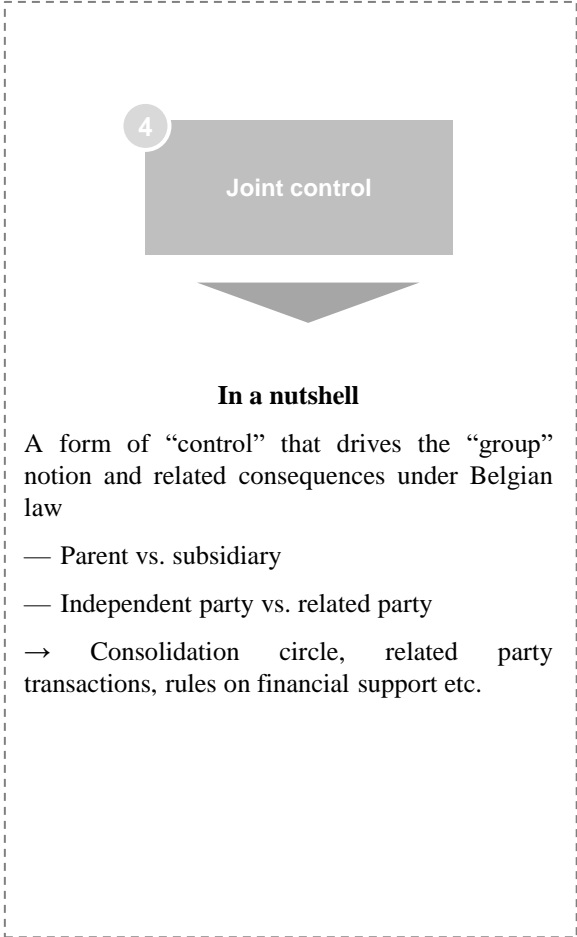 4
Joint control
In a nutshell
A form of “control” that drives the “group”
notion and related consequences under Belgian
law
— Parent vs. subsidiary
— Independent party vs. related party
→ Consolidation circle, related party
transactions, rules on financial support etc.